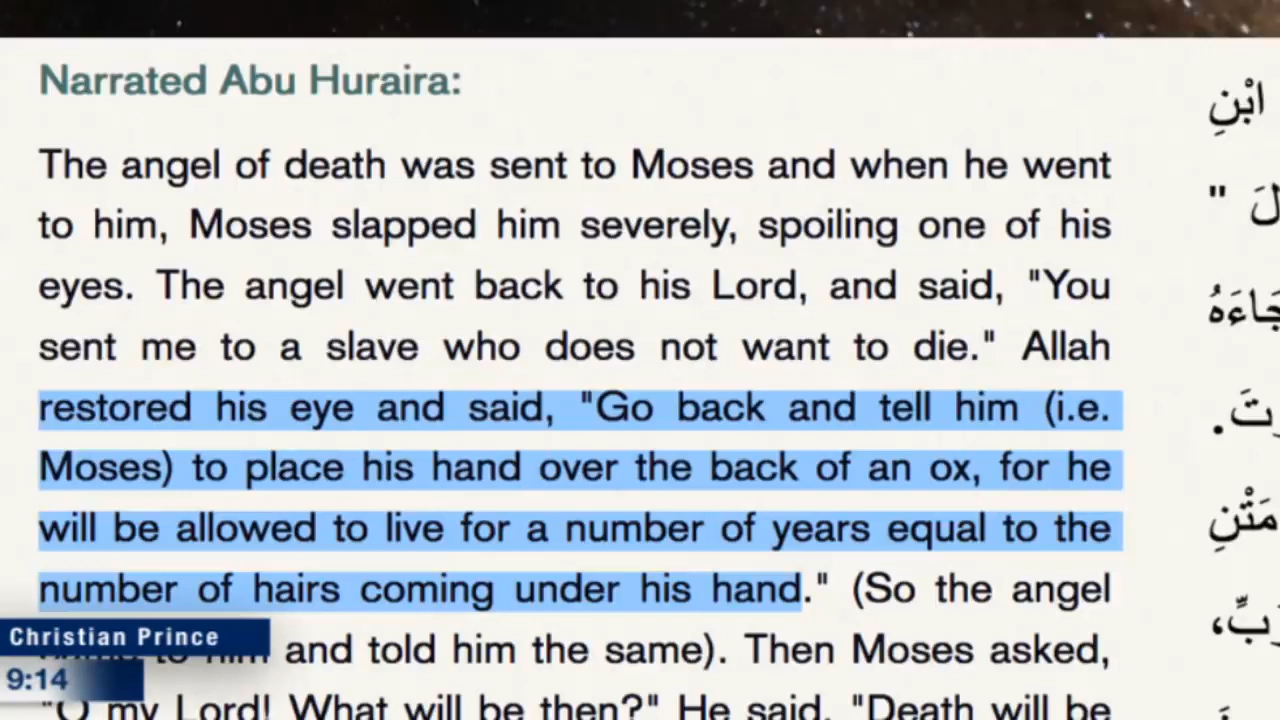 Narrated Abu Huraira:
The angel of death was sent to Moses and when he went
to him, Moses slapped him severely, spoiling one of his
eyes. The angel went back to his Lord, and said, "You
sent me to a slave who does not want to die." Allah
restored his eye and said, "Go back and tell him (i.e.
Moses) to place his hand over the back of an ox, for he
will be allowed to live for a number of years equal to the
number of hairs coming under his hand." (So the angel
to him and told him the same). Then Moses asked,
"O my Lord! What will be then?" He said, "Death will be
Christian Prince
9:14
ابْنِ
"
مَتْنِ